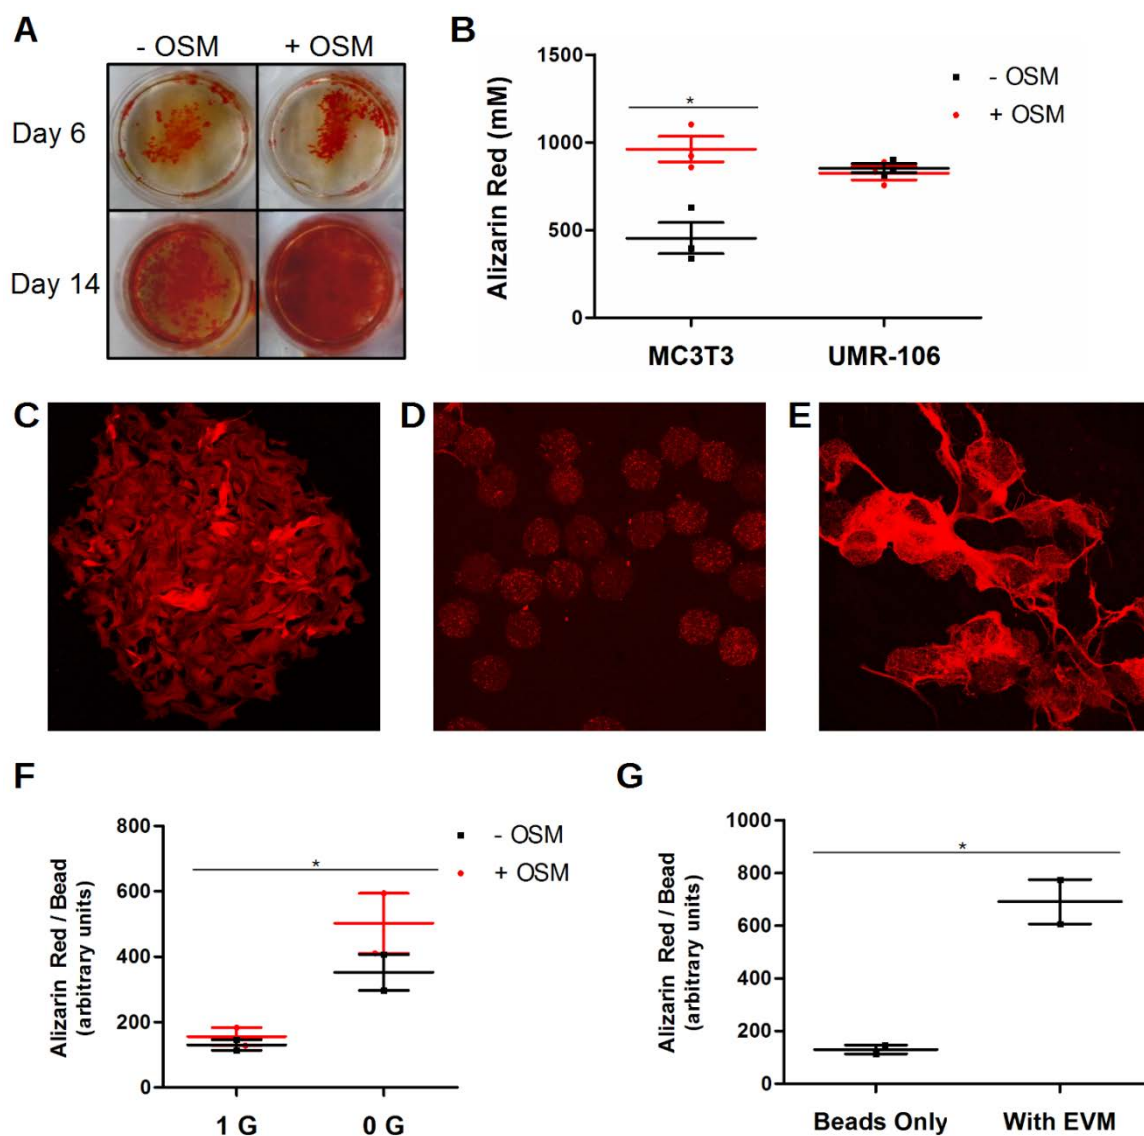 A
- OSM
+ OSM
Day 6
Day 14
B
1500
1000
500
0
Alizarin Red (mM)
*
- OSM
+ OSM
MC3T3
UMR-106
C
D
E
F
800
600
400
200
0
Alizarin Red / Bead
(arbitrary units)
*
- OSM
+ OSM
1 G
0 G
G
1000
800
600
400
200
0
Alizarin Red / Bead
(arbitrary units)
*
Beads Only
With EVM